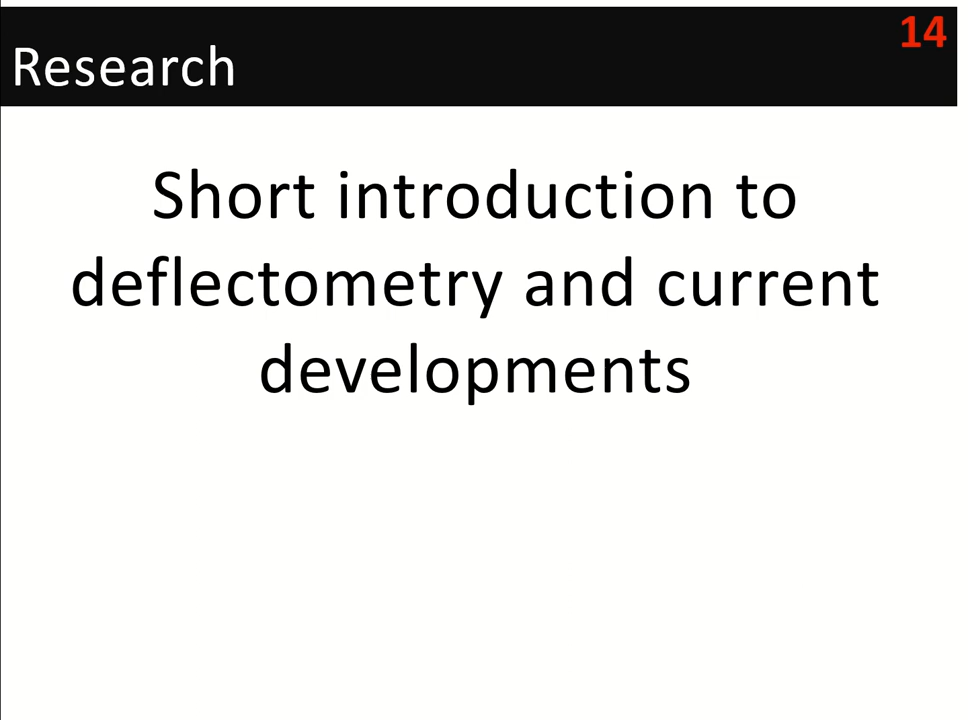 14
Research
Short introduction to
deflectometry and current
developments